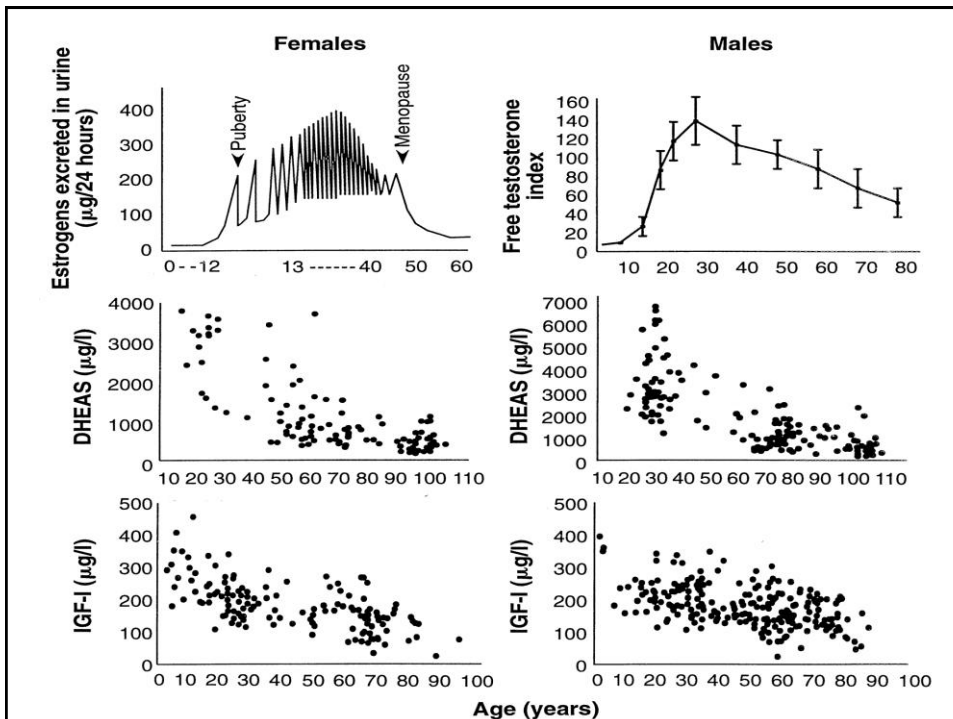 Females
Estrogens excreted in urine
(μg/24 hours)
400
300
200
100
0
Puberty
Menopause
0 - - 12 13 ------- 40 50 60
Males
Free testosterone
index
160
140
120
100
80
60
40
20
0
10 20 30 40 50 60 70 80
DHEAS (μg/l)
4000
3000
2000
1000
0
10 20 30 40 50 60 70 80 90 100 110
DHEAS (μg/l)
7000
6000
5000
4000
3000
2000
1000
0
10 20 30 40 50 60 70 80 90 100 110
IGF-I (μg/l)
500
400
300
200
100
0
0 10 20 30 40 50 60 70 80 90 100
IGF-I (μg/l)
500
400
300
200
100
0
0 10 20 30 40 50 60 70 80 90 100
Age (years)